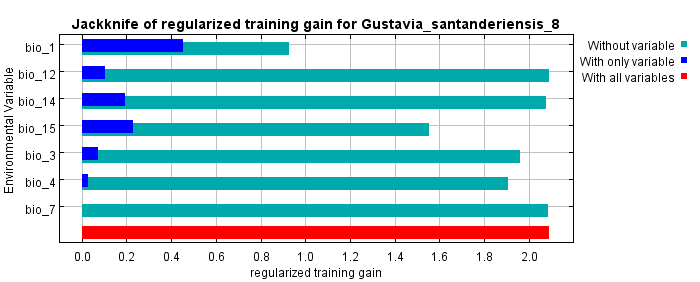 Jackknife of regularized training gain for Gustavia_santanderiensis_8
Without variable
With only variable
With all variables
Environmental Variable
bio_1
bio_12
bio_14
bio_15
bio_3
bio_4
bio_7
0.0 0.2 0.4 0.6 0.8 1.0 1.2 1.4 1.6 1.8 2.0
regularized training gain